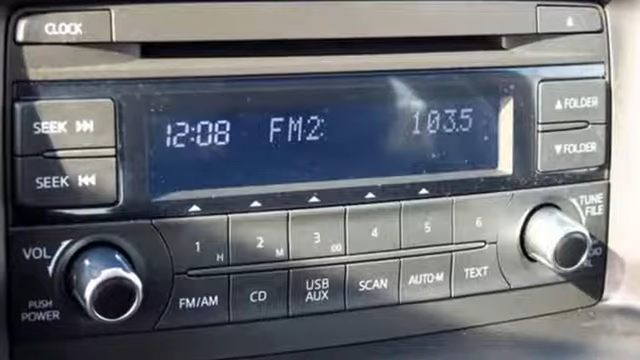 CLOCK
SEEK
SEEK
12:08 FM2 103.5
FOLDER
FOLDER
VOL
PUSH
POWER
1 2 3 4 5 6
H M :00
FM/AM CD USB AUX SCAN AUTO-M TEXT
TUNE
FILE